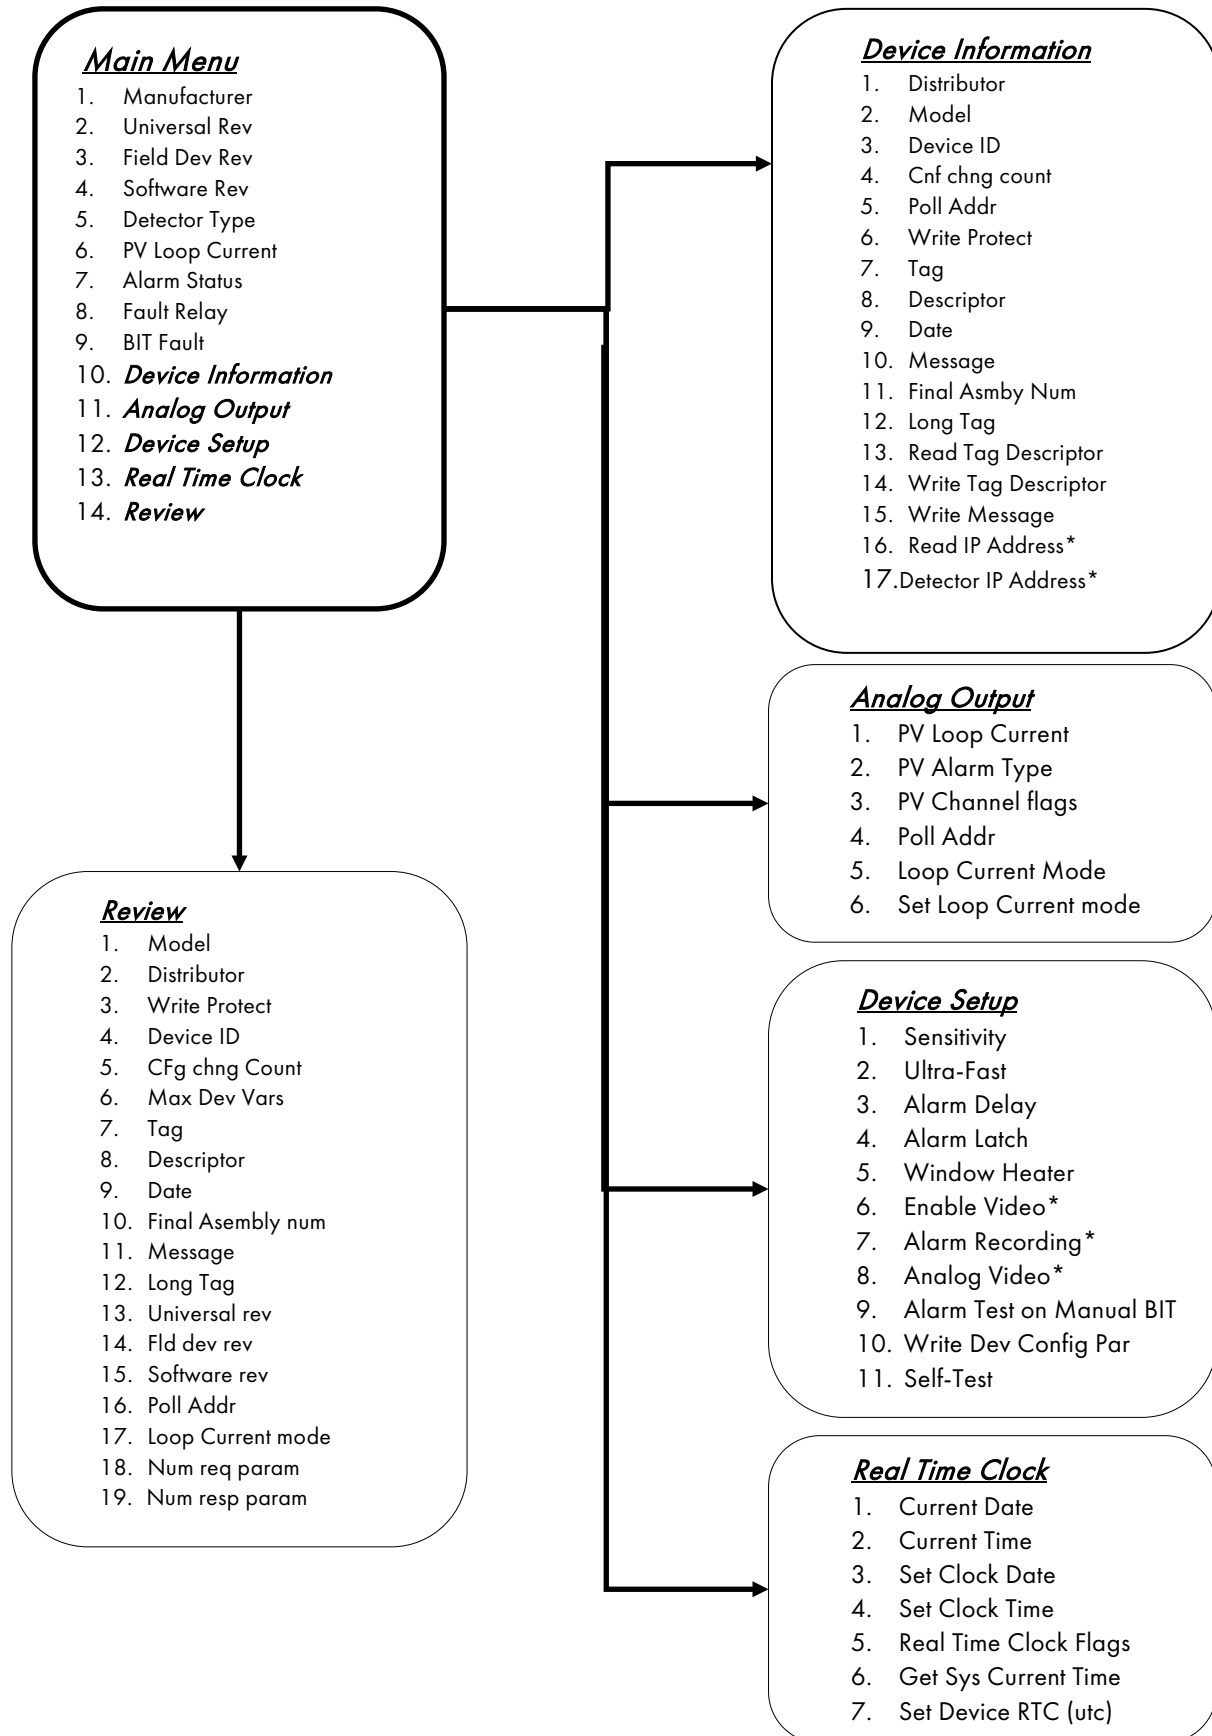 Main Menu
1. Manufacturer
2. Universal Rev
3. Field Dev Rev
4. Software Rev
5. Detector Type
6. PV Loop Current
7. Alarm Status
8. Fault Relay
9. BIT Fault
10. Device Information
11. Analog Output
12. Device Setup
13. Real Time Clock
14. Review
Review
1. Model
2. Distributor
3. Write Protect
4. Device ID
5. CFg chng Count
6. Max Dev Vars
7. Tag
8. Descriptor
9. Date
10. Final Asembly num
11. Message
12. Long Tag
13. Universal rev
14. Fld dev rev
15. Software rev
16. Poll Addr
17. Loop Current mode
18. Num req param
19. Num resp param
Device Information
1. Distributor
2. Model
3. Device ID
4. Cnf chng count
5. Poll Addr
6. Write Protect
7. Tag
8. Descriptor
9. Date
10. Message
11. Final Asmby Num
12. Long Tag
13. Read Tag Descriptor
14. Write Tag Descriptor
15. Write Message
16. Read IP Address*
17.Detector IP Address*
Analog Output
1. PV Loop Current
2. PV Alarm Type
3. PV Channel flags
4. Poll Addr
5. Loop Current Mode
6. Set Loop Current mode
Device Setup
1. Sensitivity
2. Ultra-Fast
3. Alarm Delay
4. Alarm Latch
5. Window Heater
6. Enable Video*
7. Alarm Recording*
8. Analog Video*
9. Alarm Test on Manual BIT
10. Write Dev Config Par
11. Self-Test
Real Time Clock
1. Current Date
2. Current Time
3. Set Clock Date
4. Set Clock Time
5. Real Time Clock Flags
6. Get Sys Current Time
7. Set Device RTC (utc)